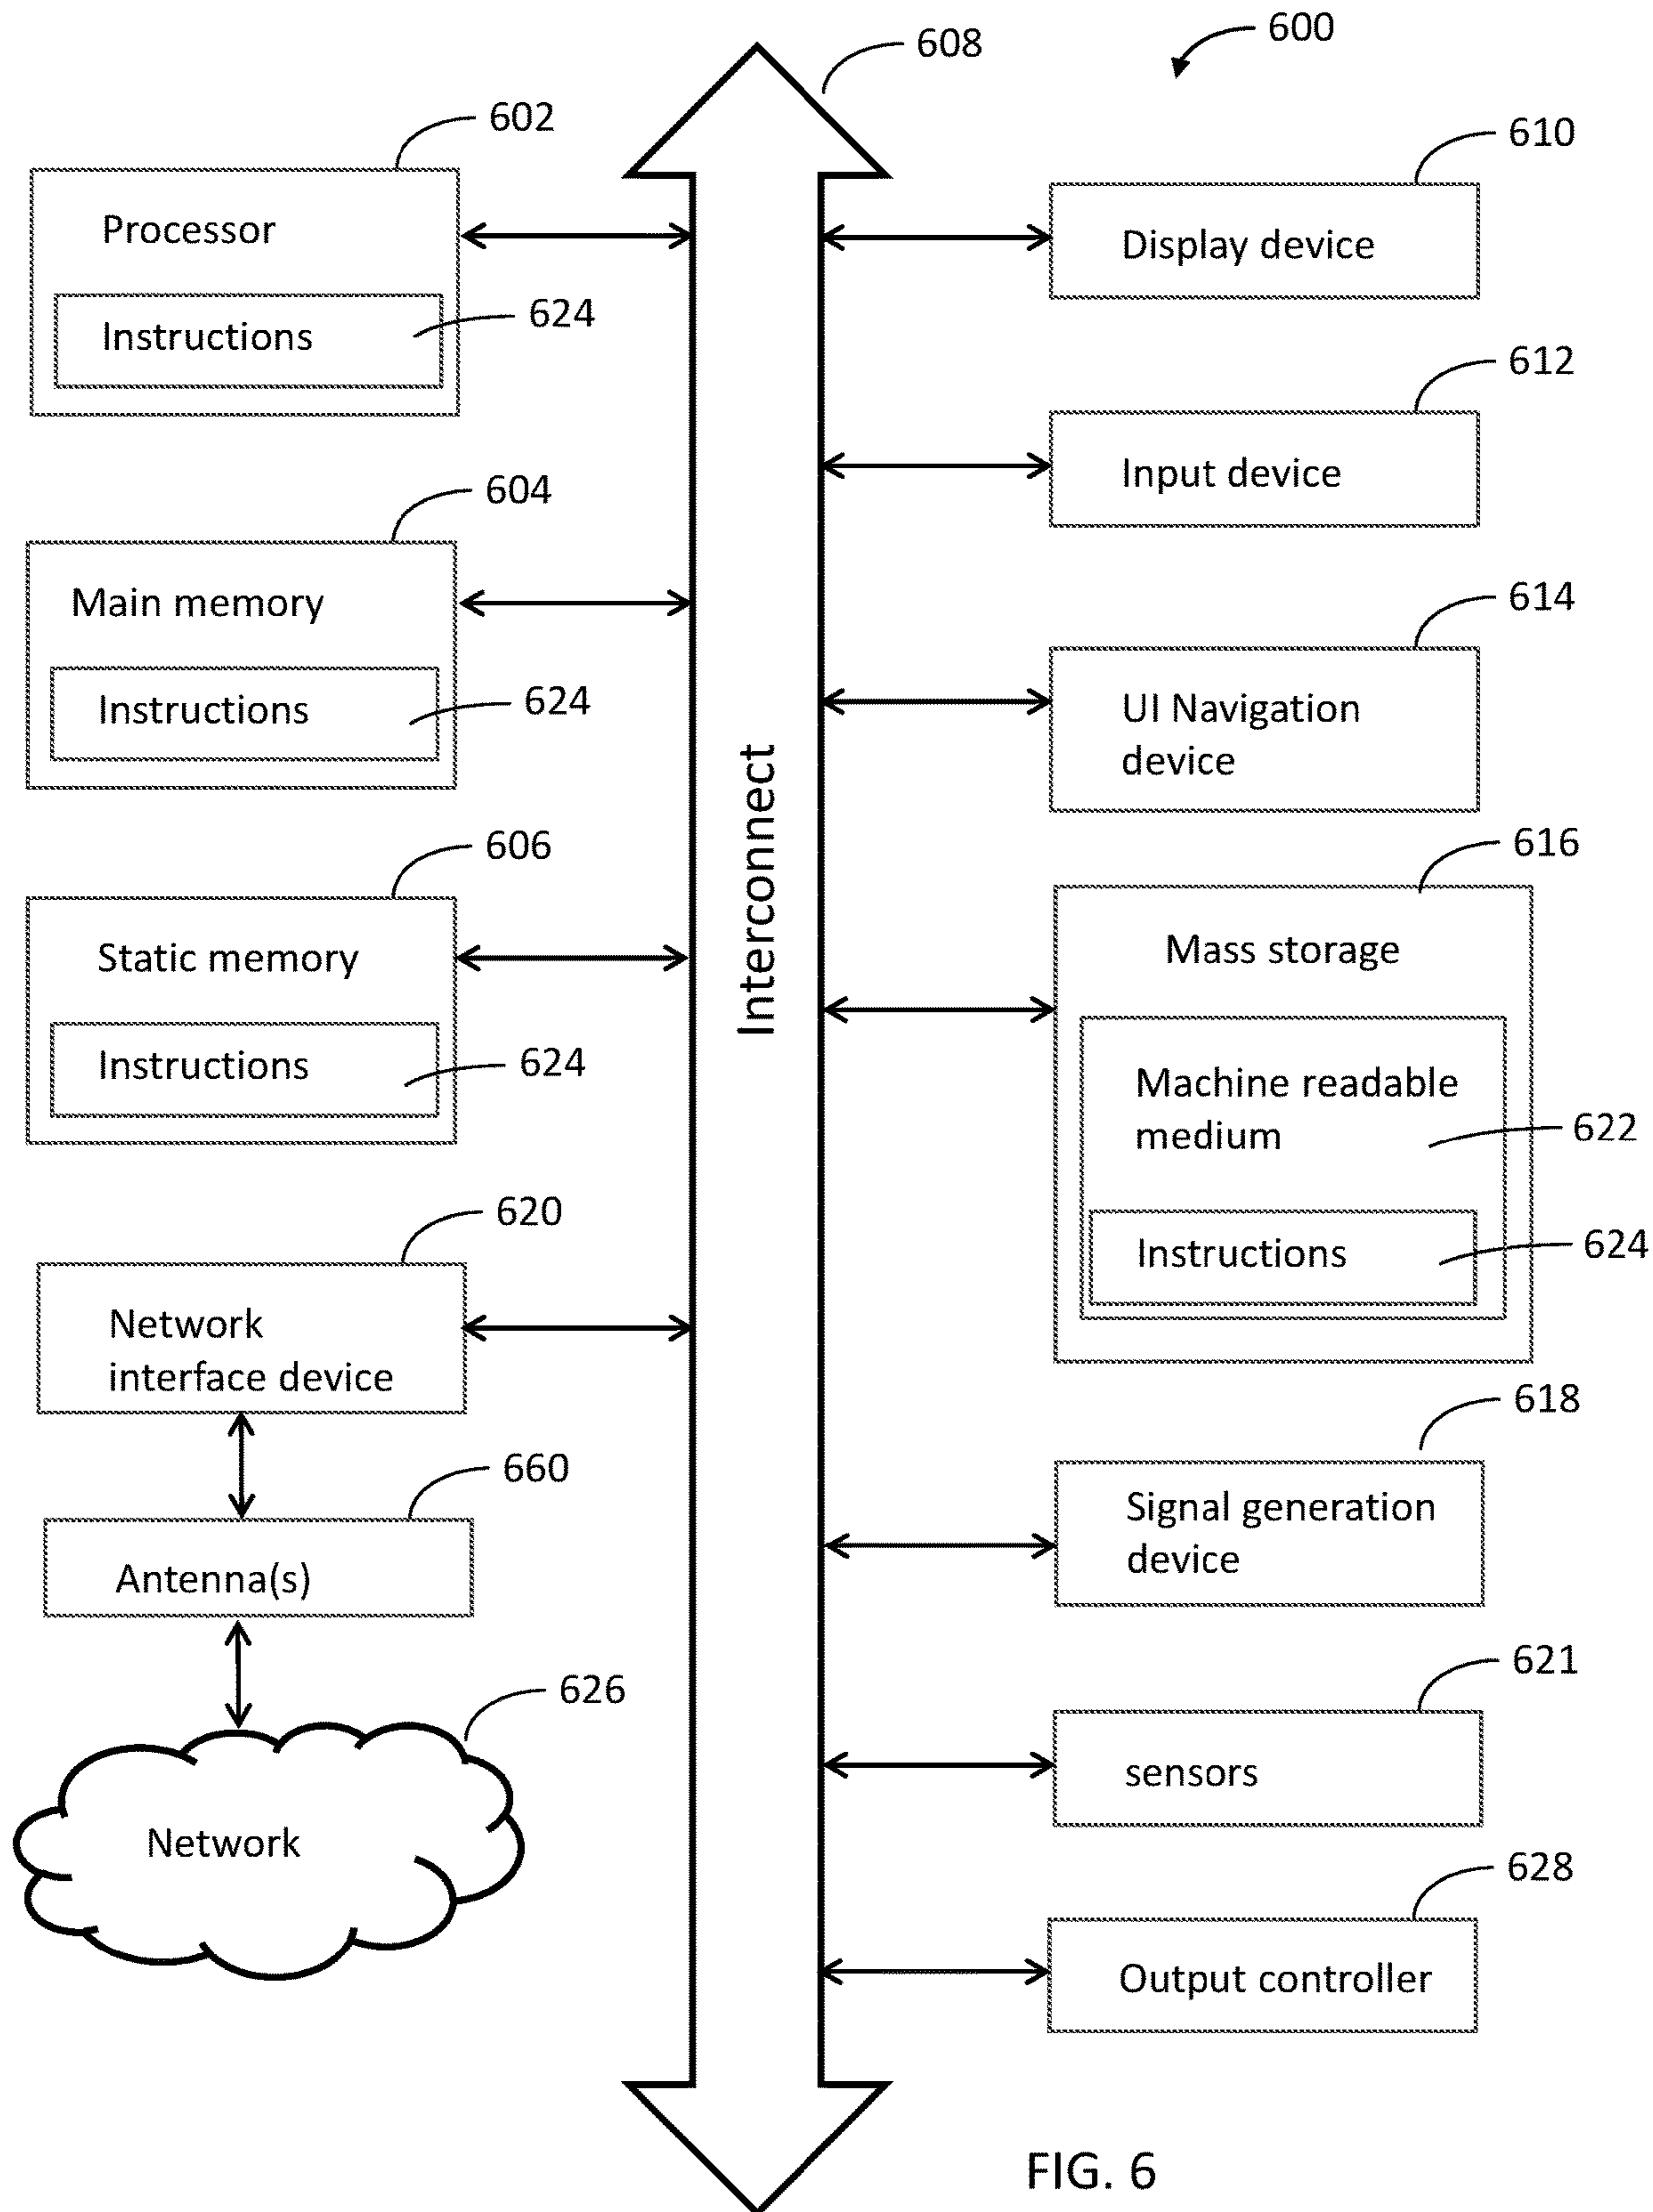 600
608
602
Processor
Instructions
624
604
Main memory
Instructions
624
606
Static memory
Instructions
624
620
Network
interface device
660
Antenna(s)
626
Network
Interconnect
610
Display device
612
Input device
614
UI Navigation
device
616
Mass storage
Machine readable
medium
622
Instructions
624
618
Signal generation
device
621
sensors
628
Output controller
FIG. 6